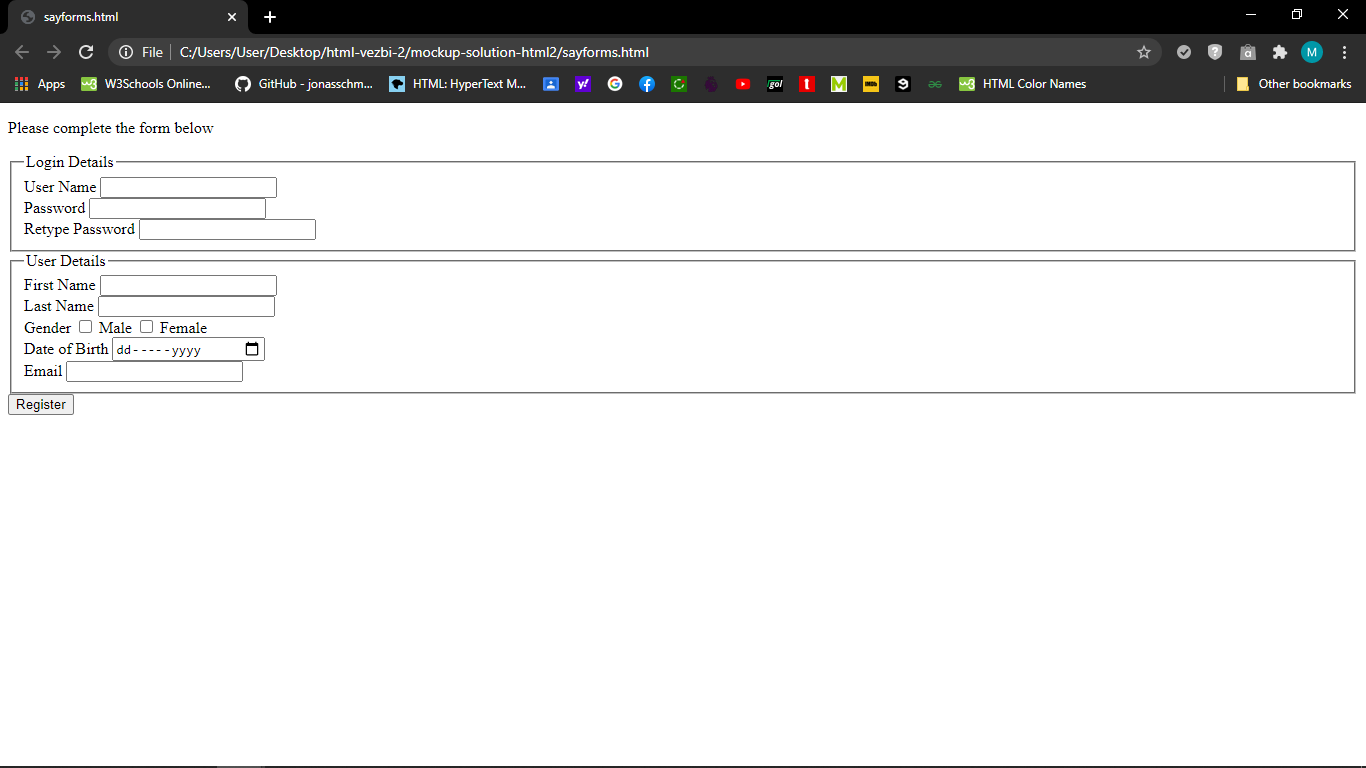 sayforms.html
File C:/Users/User/Desktop/html-vezbi-2/mockup-solution-html2/sayforms.html
M
Apps W3Schools Online... GitHub - jonasschm... HTML: HyperText M... y! G gol t M IMDb 9 HTML Color Names Other bookmarks
Please complete the form below
Login Details
User Name
Password
Retype Password
User Details
First Name
Last Name
Gender Male Female
Date of Birth dd-----yyyy
Email
Register